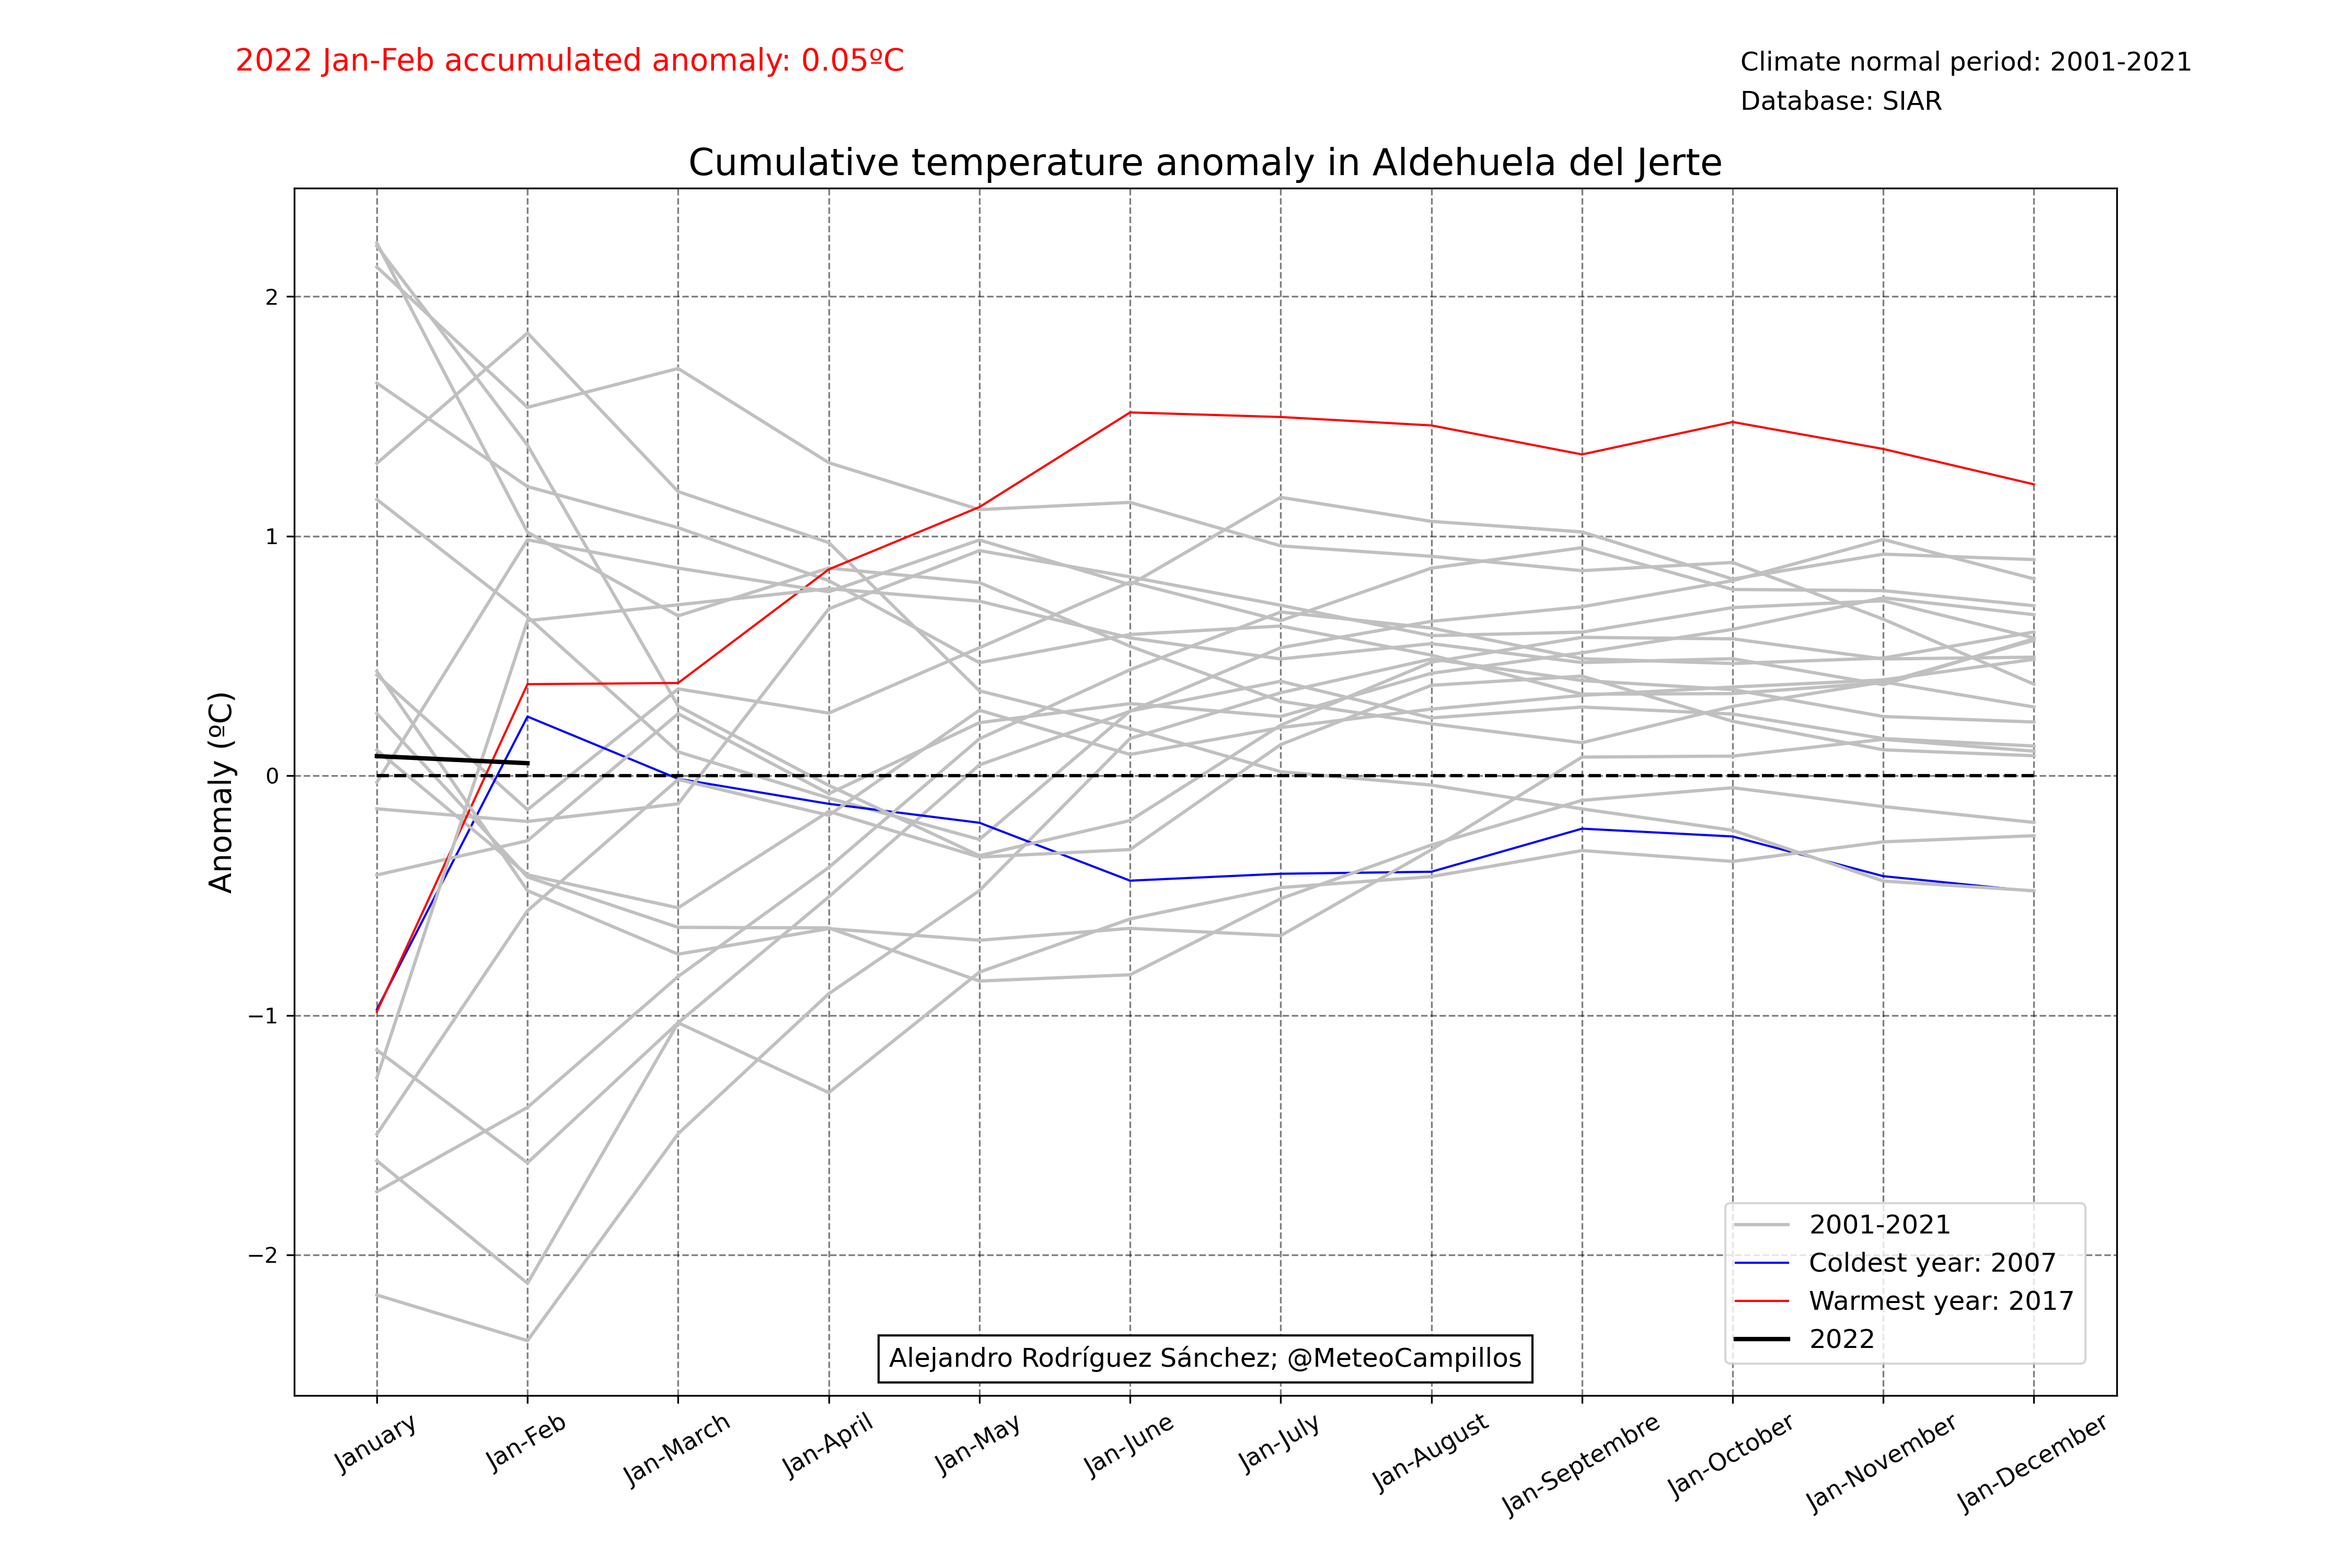 2022 Jan-Feb accumulated anomaly: 0.05ºC
Climate normal period: 2001-2021
Database: SIAR
Cumulative temperature anomaly in Aldehuela del Jerte
Anomaly (ºC)
2
1
0
−1
−2
2001-2021
Coldest year: 2007
Warmest year: 2017
2022
Alejandro Rodríguez Sánchez; @MeteoCampillos
January
Jan-Feb
Jan-March
Jan-April
Jan-May
Jan-June
Jan-July
Jan-August
Jan-Septembre
Jan-October
Jan-November
Jan-December